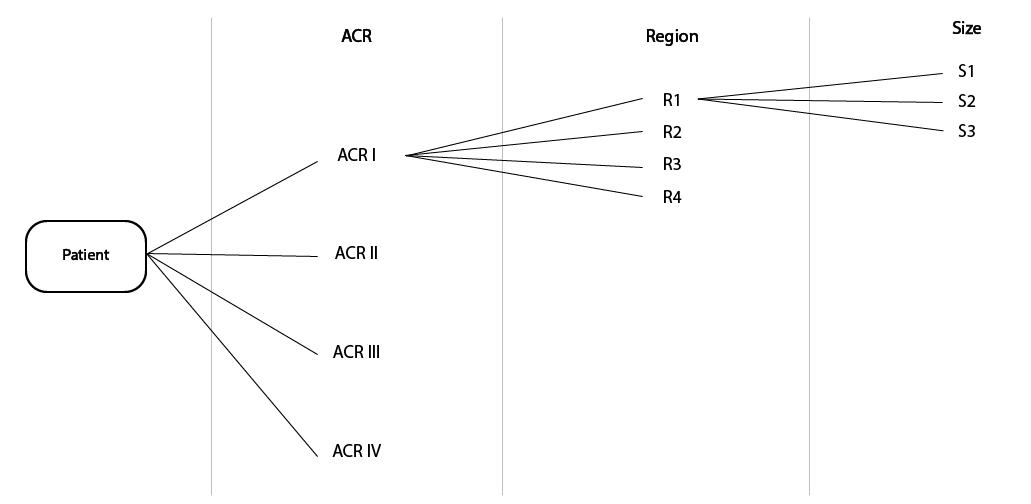 ACR
Region
Size
Patient
ACR I
ACR II
ACR III
ACR IV
R1
R2
R3
R4
S1
S2
S3